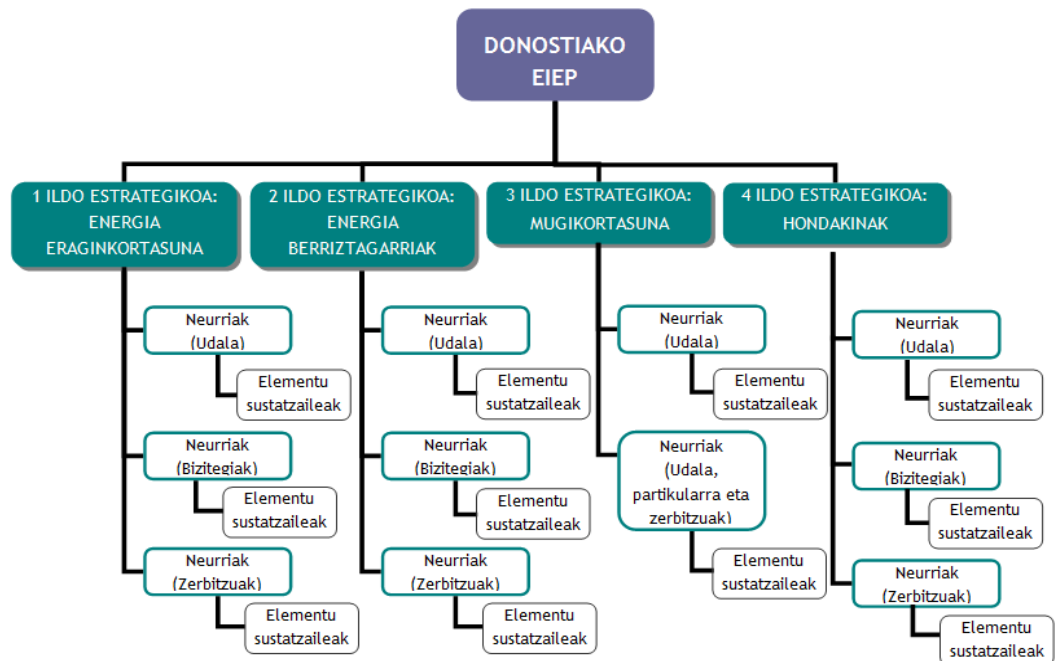 DONOSTIAKO
EIEP
1 ILDO ESTRATEGIKOA:
ENERGIA
ERAGINKORTASUNA
2 ILDO ESTRATEGIKOA:
ENERGIA
BERRIZTAGARRIAK
3 ILDO ESTRATEGIKOA:
MUGIKORTASUNA
4 ILDO ESTRATEGIKOA:
HONDAKINAK
Neurriak
(Udala)
Elementu
sustatzaileak
Neurriak
(Bizitegiak)
Elementu
sustatzaileak
Neurriak
(Zerbitzuak)
Elementu
sustatzaileak
Neurriak
(Udala)
Elementu
sustatzaileak
Neurriak
(Bizitegiak)
Elementu
sustatzaileak
Neurriak
(Zerbitzuak)
Elementu
sustatzaileak
Neurriak
(Udala)
Elementu
sustatzaileak
Neurriak
(Udala,
partikularra eta
zerbitzuak)
Elementu
sustatzaileak
Neurriak
(Udala)
Elementu
sustatzaileak
Neurriak
(Bizitegiak)
Elementu
sustatzaileak
Neurriak
(Zerbitzuak)
Elementu
sustatzaileak